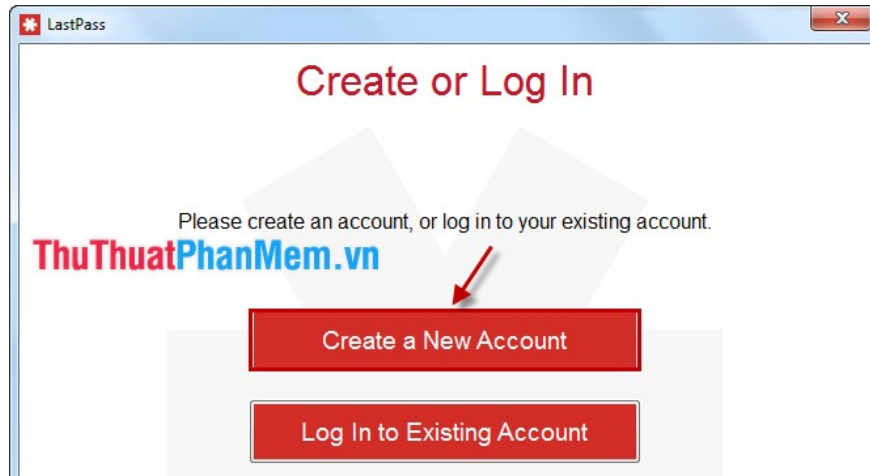 LastPass
Create or Log In
Please create an account, or log in to your existing account.
ThuThuatPhanMem.vn
Create a New Account
Log In to Existing Account